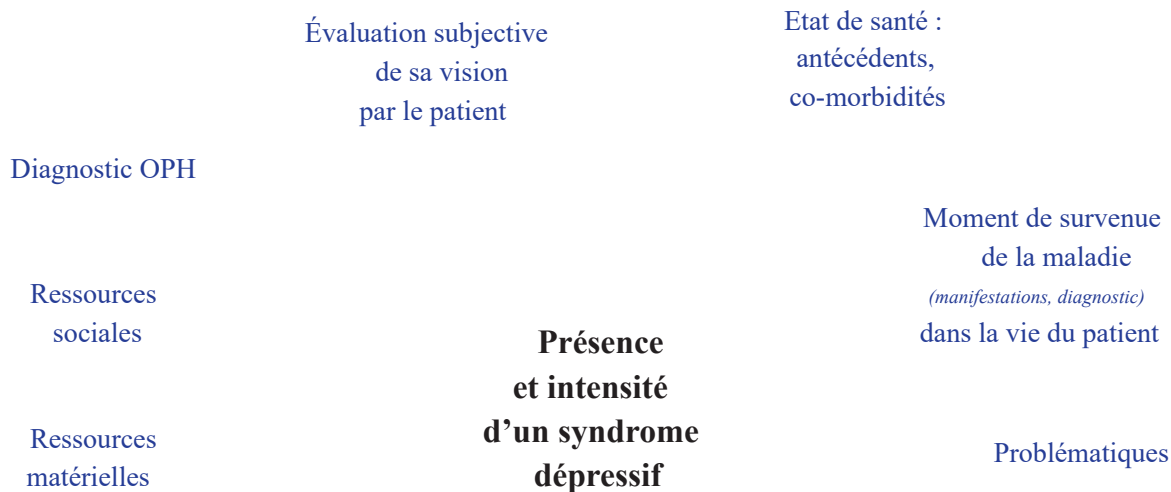 Évaluation subjective
de sa vision
par le patient
Etat de santé :
antécédents,
co-morbidités
Diagnostic OPH
Moment de survenue
de la maladie
(manifestations, diagnostic)
dans la vie du patient
Ressources
sociales
Présence
et intensité
d’un syndrome
dépressif
Ressources
matérielles
Problématiques